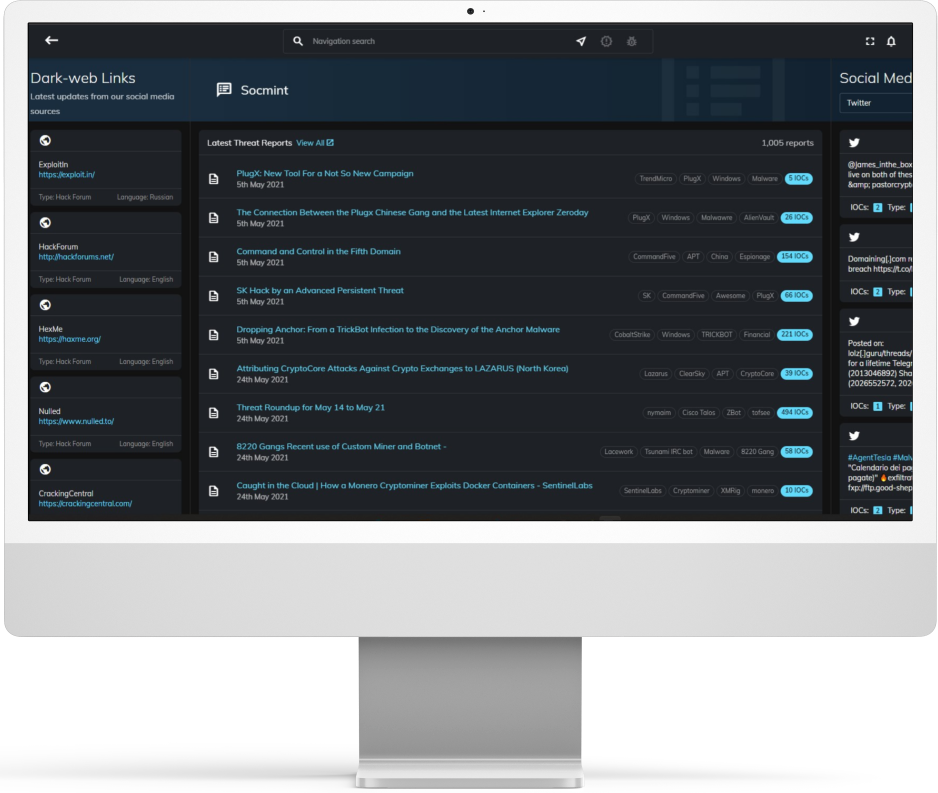 Navigation search
Dark-web Links
Latest updates from our social media
sources
ExploitIn
https://exploit.in/
Type: Hack Forum Language: Russian
HackForum
http://hackforums.net/
Type: Hack Forum Language: English
HexMe
https://haxme.org/
Type: Hack Forum Language: English
Nulled
https://www.nulled.to/
Type: Hack Forum Language: English
CrackingCentral
https://crackingcentral.com/
Socmint
Latest Threat Reports View All 1,005 reports
PlugX: New Tool For a Not So New Campaign
5th May 2021
TrendMicro PlugX Windows Malware 5 IOCs
The Connection Between the Plugx Chinese Gang and the Latest Internet Explorer Zeroday
5th May 2021
PlugX Windows Malwawre AlienVault 26 IOCs
Command and Control in the Fifth Domain
5th May 2021
CommandFive APT China Espionage 154 IOCs
SK Hack by an Advanced Persistent Threat
5th May 2021
SK CommandFive Awesome PlugX 66 IOCs
Dropping Anchor: From a TrickBot Infection to the Discovery of the Anchor Malware
5th May 2021
CobaltStrike Windows TRICKBOT Financial 221 IOCs
Attributing CryptoCore Attacks Against Crypto Exchanges to LAZARUS (North Korea)
24th May 2021
Lazarus ClearSky APT CryptoCore 39 IOCs
Threat Roundup for May 14 to May 21
24th May 2021
nymaim Cisco Talos ZBot tofsee 494 IOCs
8220 Gangs Recent use of Custom Miner and Botnet -
24th May 2021
Lacework Tsunami IRC bot Malware 8220 Gang 58 IOCs
Caught in the Cloud | How a Monero Cryptominer Exploits Docker Containers - SentinelLabs
24th May 2021
SentinelLabs Cryptominer XMRig monero 10 IOCs
Social Med
Twitter
@James_inthe_box
live on both of thes
&amp; pastorcrypt
IOCs: 2 Type:
Domaining[.]com n
breach https://t.co/
IOCs: 2 Type:
Posted on:
lolz[.]guru/threads/
for a lifetime Teleg
(2013046892) Sha
(2026552572, 202
IOCs: 1 Type:
#AgentTesla #Malw
"Calendario dei pag
pagate)" 🔥exfiltrat
fxp://ftp.good-shep
IOCs: 2 Type: